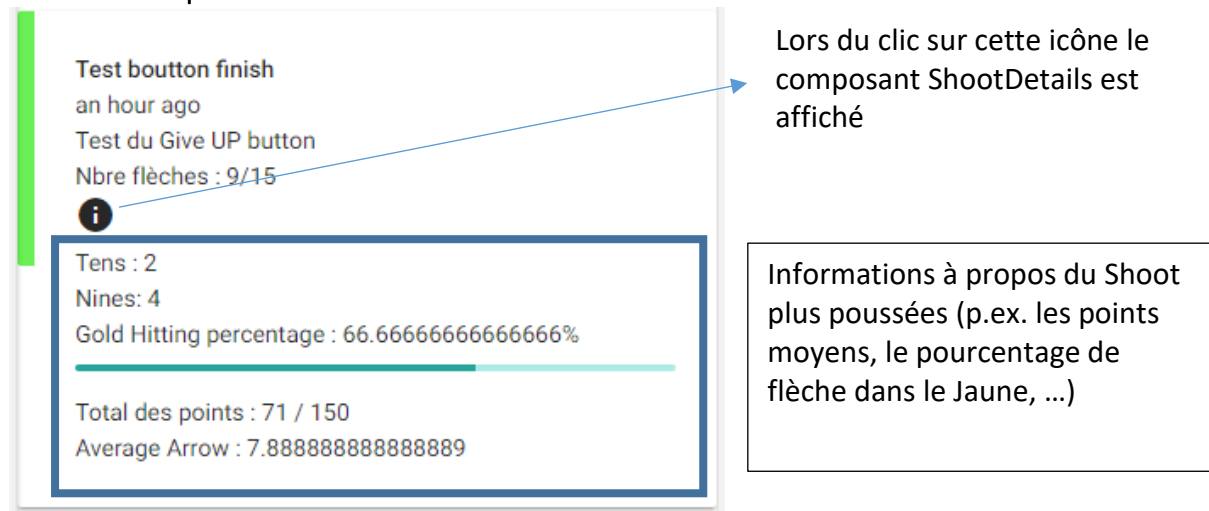 Test boutton finish
an hour ago
Test du Give UP button
Nbre flèches : 9/15
i
Tens : 2
Nines: 4
Gold Hitting percentage : 66.66666666666666%
Total des points : 71 / 150
Average Arrow : 7.888888888888889
Lors du clic sur cette icône le
composant ShootDetails est
affiché
Informations à propos du Shoot
plus poussées (p.ex. les points
moyens, le pourcentage de
flèche dans le Jaune, …)